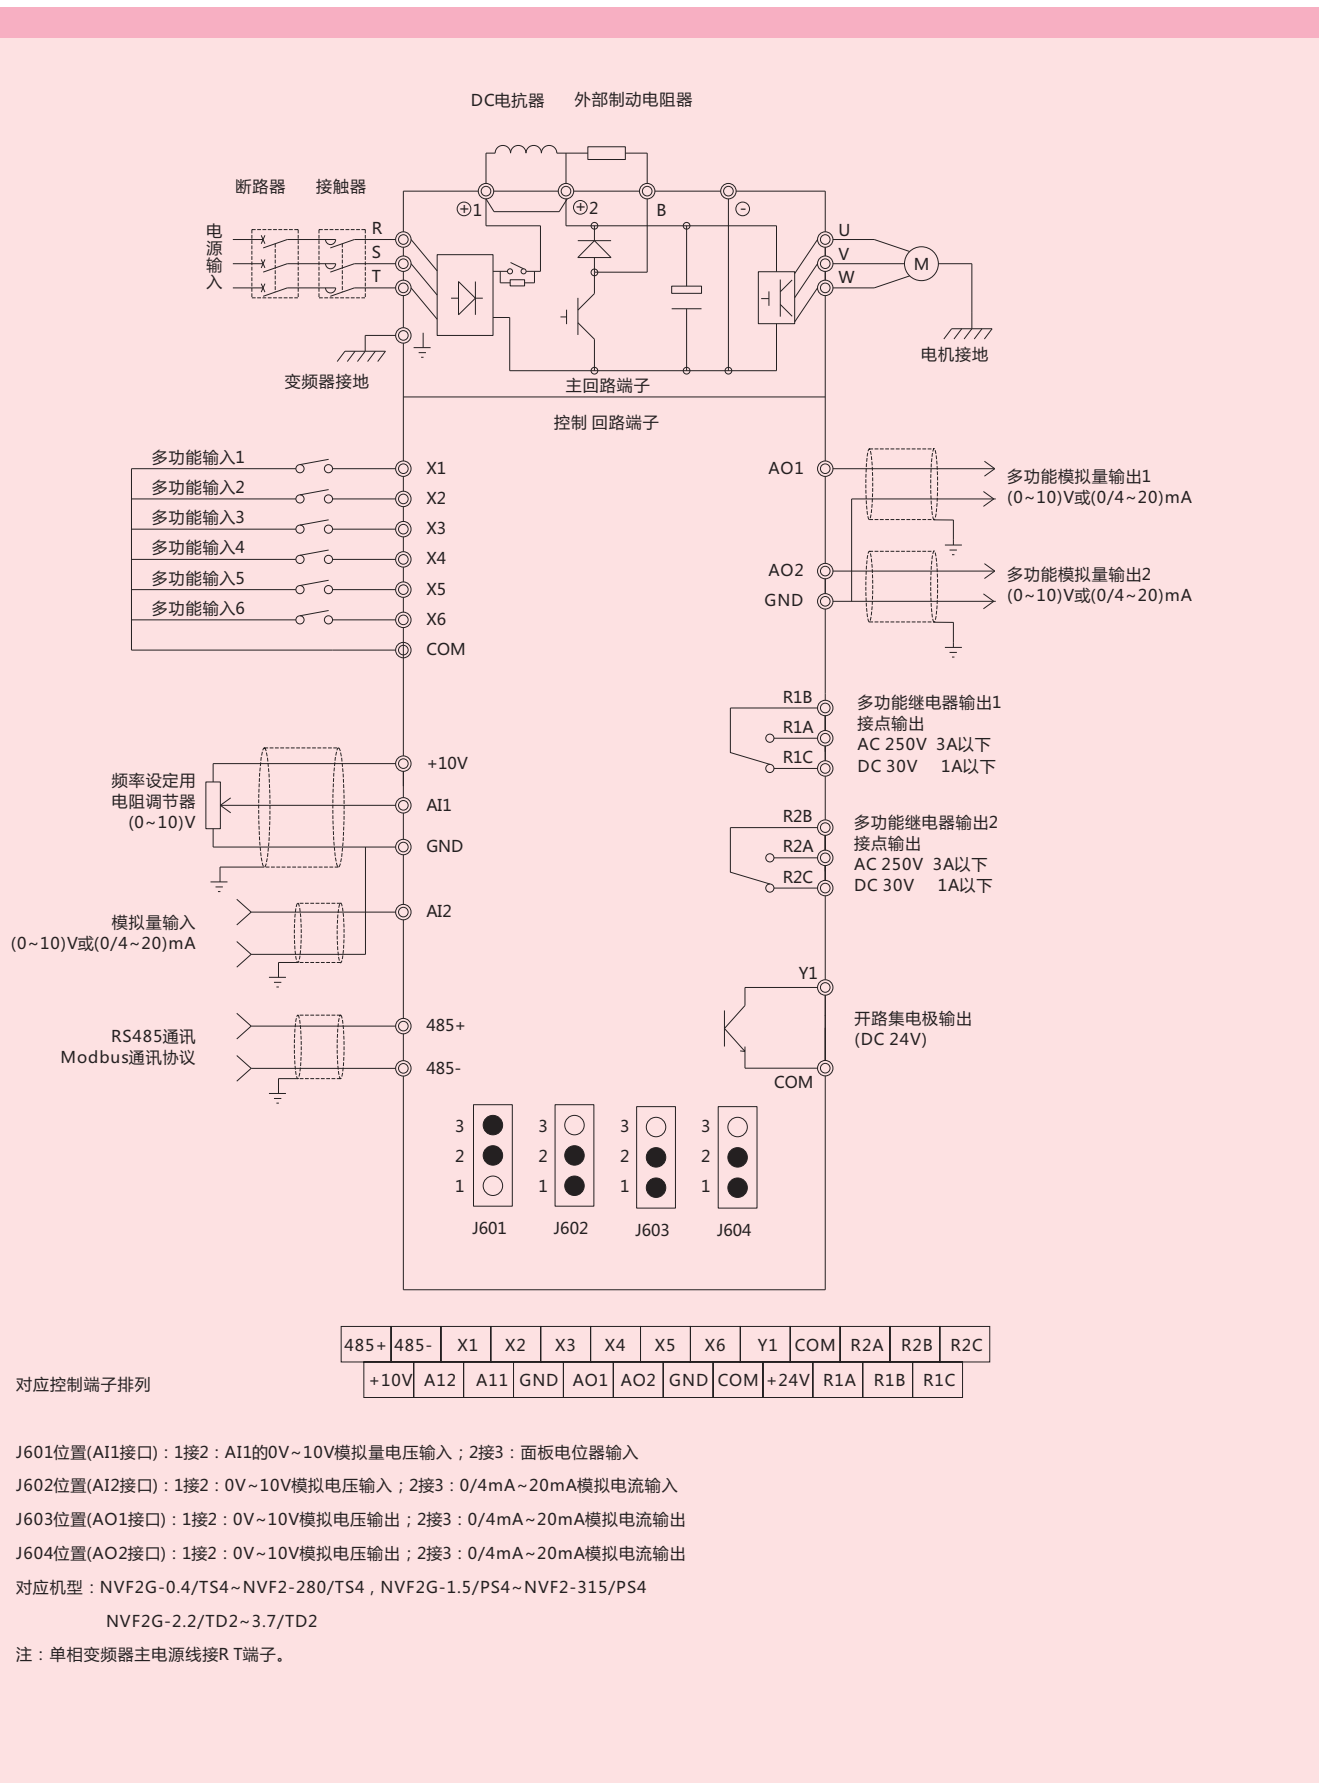 DC电抗器 外部制动电阻器
断路器 接触器
⊕1 ⊕2 B ⊖
电源输入
R
S
T
U
V
W
M
变频器接地
电机接地
主回路端子
控制 回路端子
多功能输入1 X1
多功能输入2 X2
多功能输入3 X3
多功能输入4 X4
多功能输入5 X5
多功能输入6 X6
COM
AO1 多功能模拟量输出1
(0~10)V或(0/4~20)mA
AO2 多功能模拟量输出2
GND (0~10)V或(0/4~20)mA
R1B 多功能继电器输出1
R1A 接点输出
AC 250V 3A以下
R1C DC 30V 1A以下
+10V
频率设定用
电阻调节器 AI1
(0~10)V
GND
R2B 多功能继电器输出2
R2A 接点输出
AC 250V 3A以下
R2C DC 30V 1A以下
AI2
模拟量输入
(0~10)V或(0/4~20)mA
Y1
开路集电极输出
(DC 24V)
COM
RS485通讯 485+
Modbus通讯协议 485-
3 3 3 3
2 2 2 2
1 1 1 1
J601 J602 J603 J604
485+ 485- X1 X2 X3 X4 X5 X6 Y1 COM R2A R2B R2C
+10V A12 A11 GND AO1 AO2 GND COM +24V R1A R1B R1C
对应控制端子排列
J601位置(AI1接口)：1接2：AI1的0V~10V模拟量电压输入；2接3：面板电位器输入
J602位置(AI2接口)：1接2：0V~10V模拟电压输入；2接3：0/4mA~20mA模拟电流输入
J603位置(AO1接口)：1接2：0V~10V模拟电压输出；2接3：0/4mA~20mA模拟电流输出
J604位置(AO2接口)：1接2：0V~10V模拟电压输出；2接3：0/4mA~20mA模拟电流输出
对应机型：NVF2G-0.4/TS4~NVF2-280/TS4，NVF2G-1.5/PS4~NVF2-315/PS4
NVF2G-2.2/TD2~3.7/TD2
注：单相变频器主电源线接R T端子。